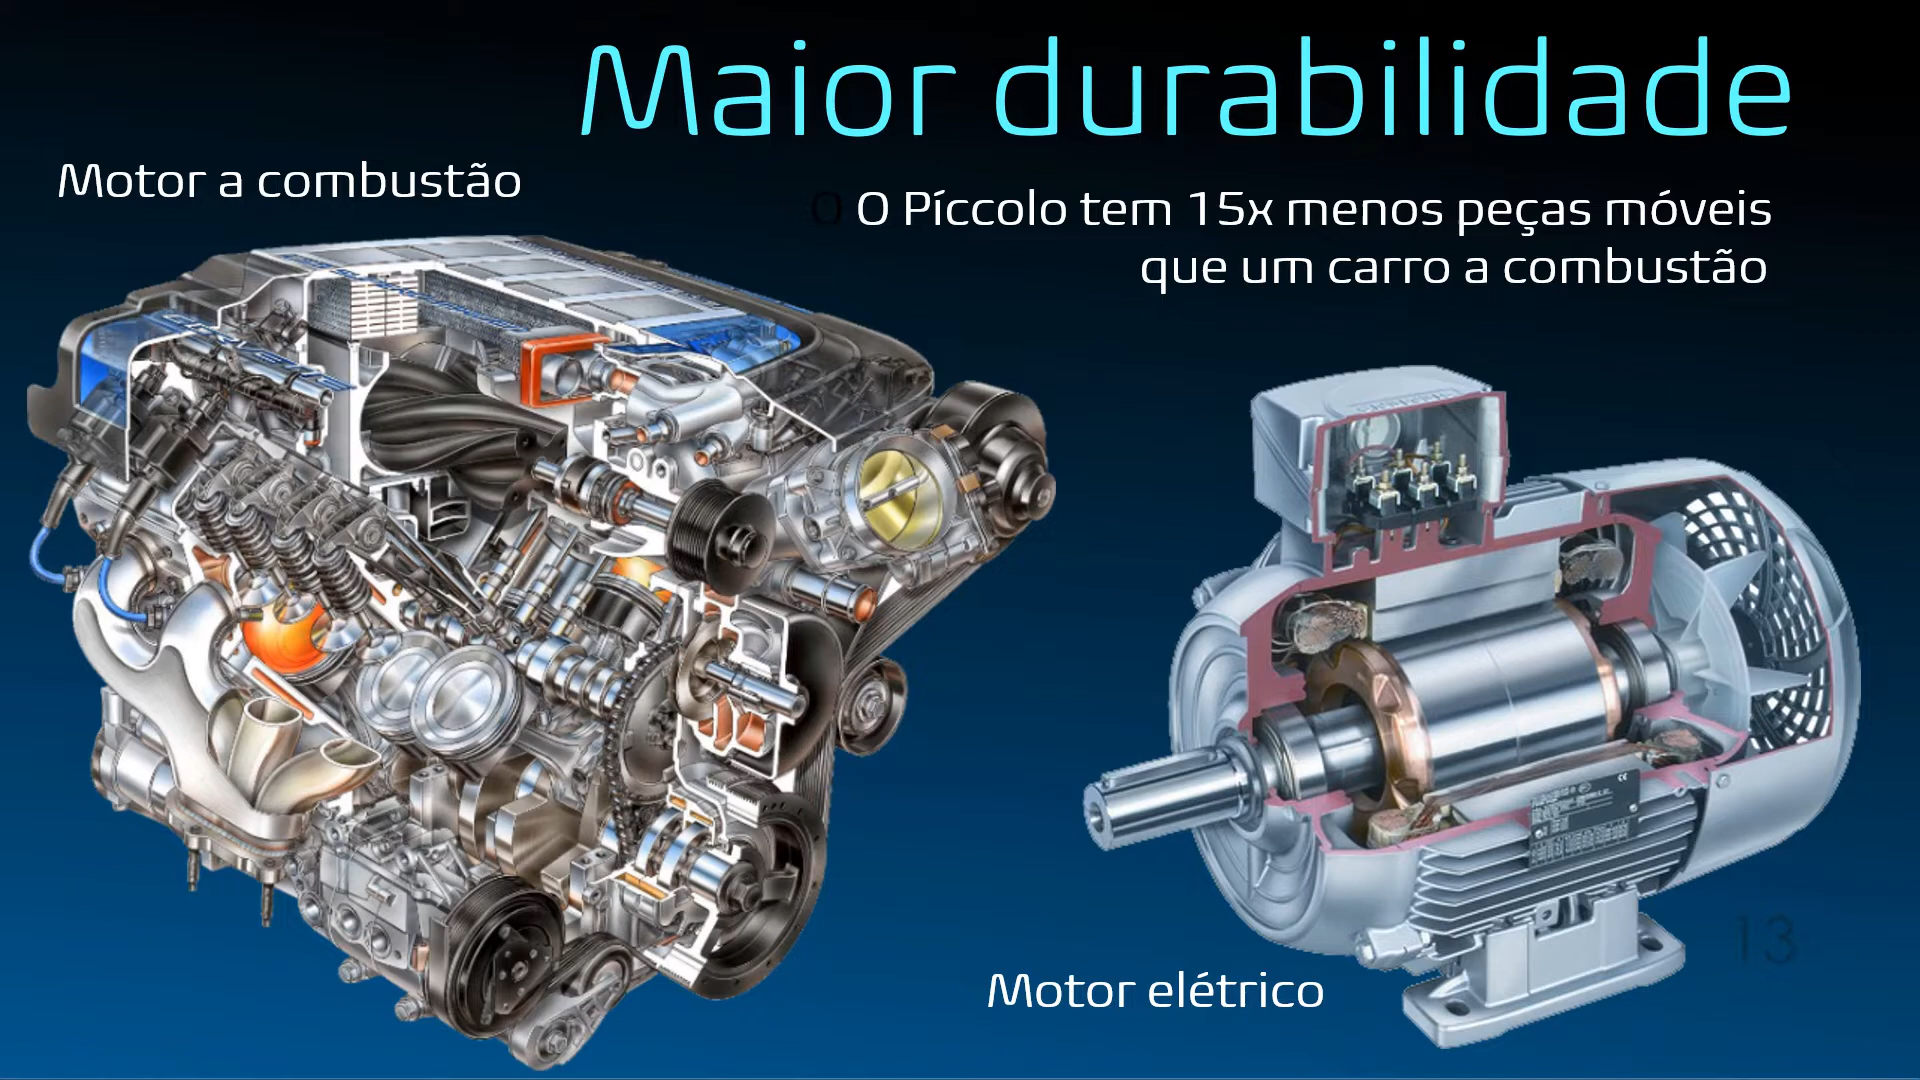 Maior durabilidade
Motor a combustão
O O Píccolo tem 15x menos peças móveis
que um carro a combustão
Motor elétrico
13